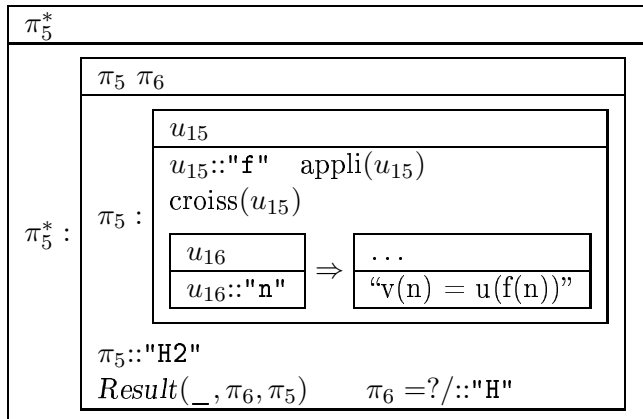 π₅*
π₅ π₆
u₁₅
u₁₅::"f" appli(u₁₅)
croiss(u₁₅)
π₅* : π₅ :
u₁₆ ⇒ . . .
u₁₆::"n" “v(n) = u(f(n))”
π₅::"H2"
Result(_, π₆, π₅) π₆ =?/::"H"